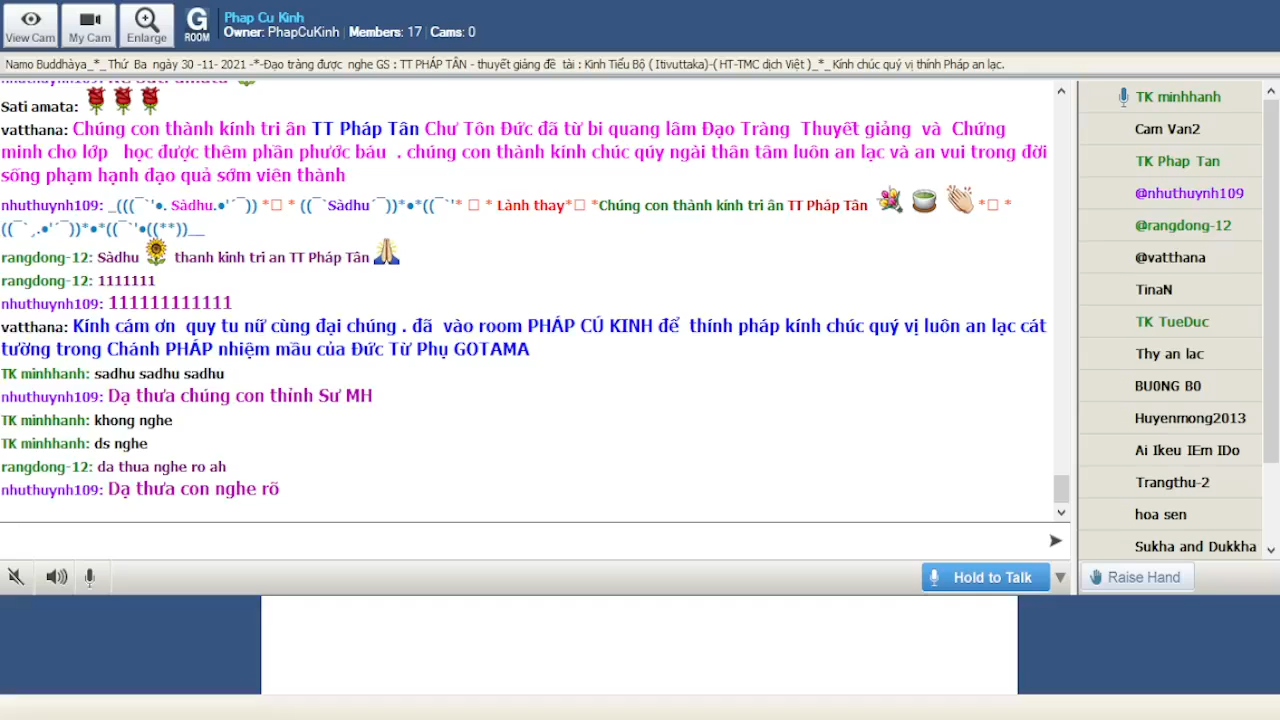 View Cam
My Cam
Enlarge
G
ROOM
Phap Cu Kinh
Owner: PhapCuKinh | Members: 17 | Cams: 0
Namo Buddhàya_*_Thứ Ba ngày 30 -11- 2021 -*-Đạo tràng được nghe GS : TT PHÁP TÂN - thuyết giảng đề tài : Kinh Tiểu Bộ ( Itivuttaka)-( HT-TMC dịch Việt )_*_Kính chúc quý vị thính Pháp an lạc.
Sati amata:
vatthana: Chúng con thành kính tri ân TT Pháp Tân Chư Tôn Đức đã từ bi quang lâm Đạo Tràng Thuyết giảng và Chứng
minh cho lớp học được thêm phần phước báu . chúng con thành kính chúc qúy ngài thân tâm luôn an lạc và an vui trong đời
sống phạm hạnh đạo quả sớm viên thành
nhuthuynh109: _(((¯`'•. Sàdhu.•'´¯)) *□ * ((¯`Sàdhu´¯))*•*((¯`'* □ * Lành thay*□ *Chúng con thành kính tri ân TT Pháp Tân *□ *
((¯`¸.•'´¯))*•*((¯`'•((**))__
rangdong-12: Sàdhu thanh kinh tri an TT Pháp Tân
rangdong-12: 1111111
nhuthuynh109: 111111111111
vatthana: Kính cám ơn quy tu nữ cùng đại chúng . đã vào room PHÁP CÚ KINH để thính pháp kính chúc quý vị luôn an lạc cát
tường trong Chánh PHÁP nhiệm mầu của Đức Từ Phụ GOTAMA
TK minhhanh: sadhu sadhu sadhu
nhuthuynh109: Dạ thưa chúng con thỉnh Sư MH
TK minhhanh: khong nghe
TK minhhanh: ds nghe
rangdong-12: da thua nghe ro ah
nhuthuynh109: Dạ thưa con nghe rõ
Hold to Talk
TK minhhanh
Cam Van2
TK Phap Tan
@nhuthuynh109
@rangdong-12
@vatthana
TinaN
TK TueDuc
Thy an lac
BU0NG B0
Huyenmong2013
Ai Ikeu IEm IDo
Trangthu-2
hoa sen
Sukha and Dukkha
Raise Hand